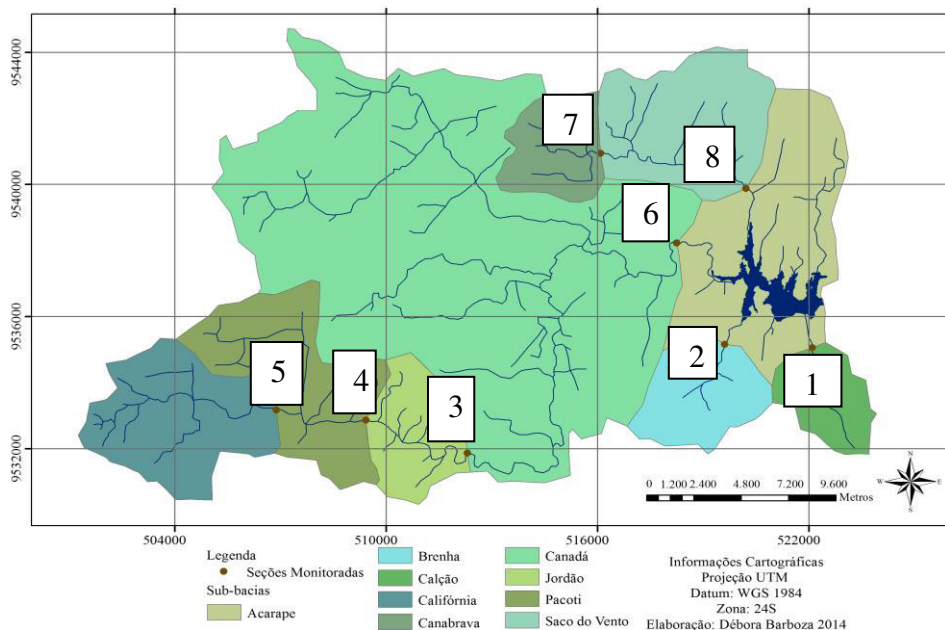 9544000
9540000
9536000
9532000
7
8
6
2
1
5
4
3
N
W E
S
0 1.200 2.400 4.800 7.200 9.600
Metros
504000 510000 516000 522000
Legenda
Seções Monitoradas
Sub-bacias
Acarape
Brenha
Calção
Califórnia
Canabrava
Canadá
Jordão
Pacoti
Saco do Vento
Informações Cartográficas
Projeção UTM
Datum: WGS 1984
Zona: 24S
Elaboração: Débora Barboza 2014